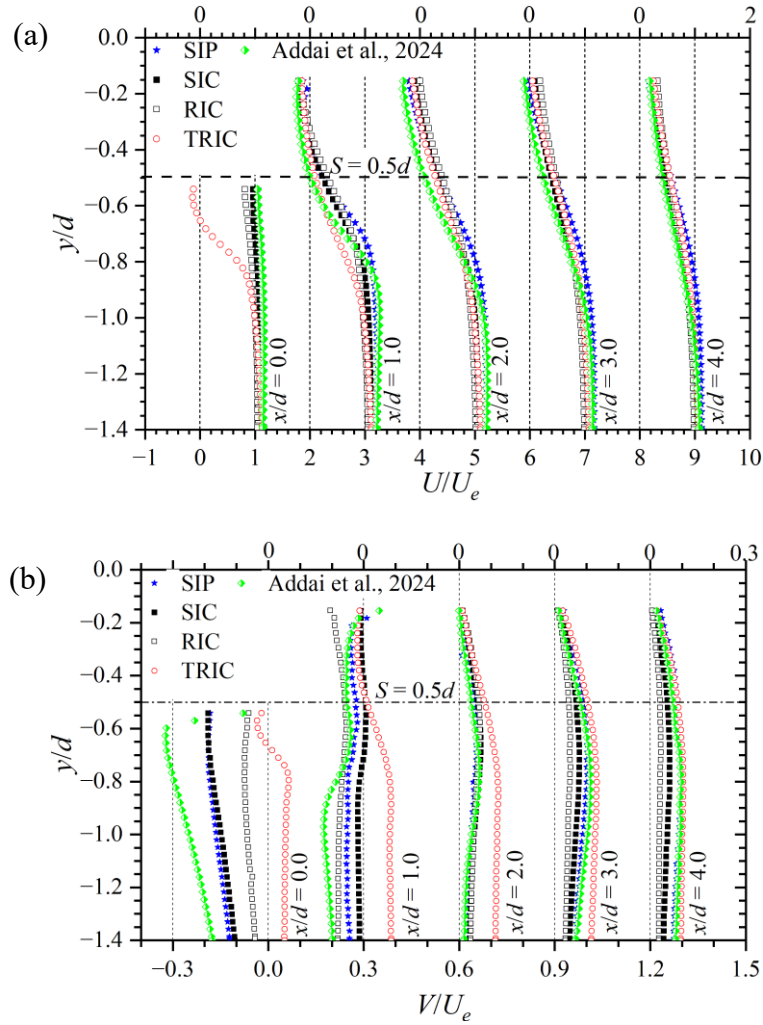 (a)
0 0 0 0 0 2
0.0
−0.2
−0.4
−0.6
−0.8
−1.0
−1.2
−1.4
y/d
SIP Addai et al., 2024
SIC
RIC
TRIC
S = 0.5d
x/d = 0.0
x/d = 1.0
x/d = 2.0
x/d = 3.0
x/d = 4.0
−1 0 1 2 3 4 5 6 7 8 9 10
U/Ue
(b)
0 0 0 0 0 0.3
0.0
−0.2
−0.4
−0.6
−0.8
−1.0
−1.2
−1.4
y/d
SIP Addai et al., 2024
SIC
RIC
TRIC
S = 0.5d
x/d = 0.0
x/d = 1.0
x/d = 2.0
x/d = 3.0
x/d = 4.0
−0.3 0.0 0.3 0.6 0.9 1.2 1.5
V/Ue